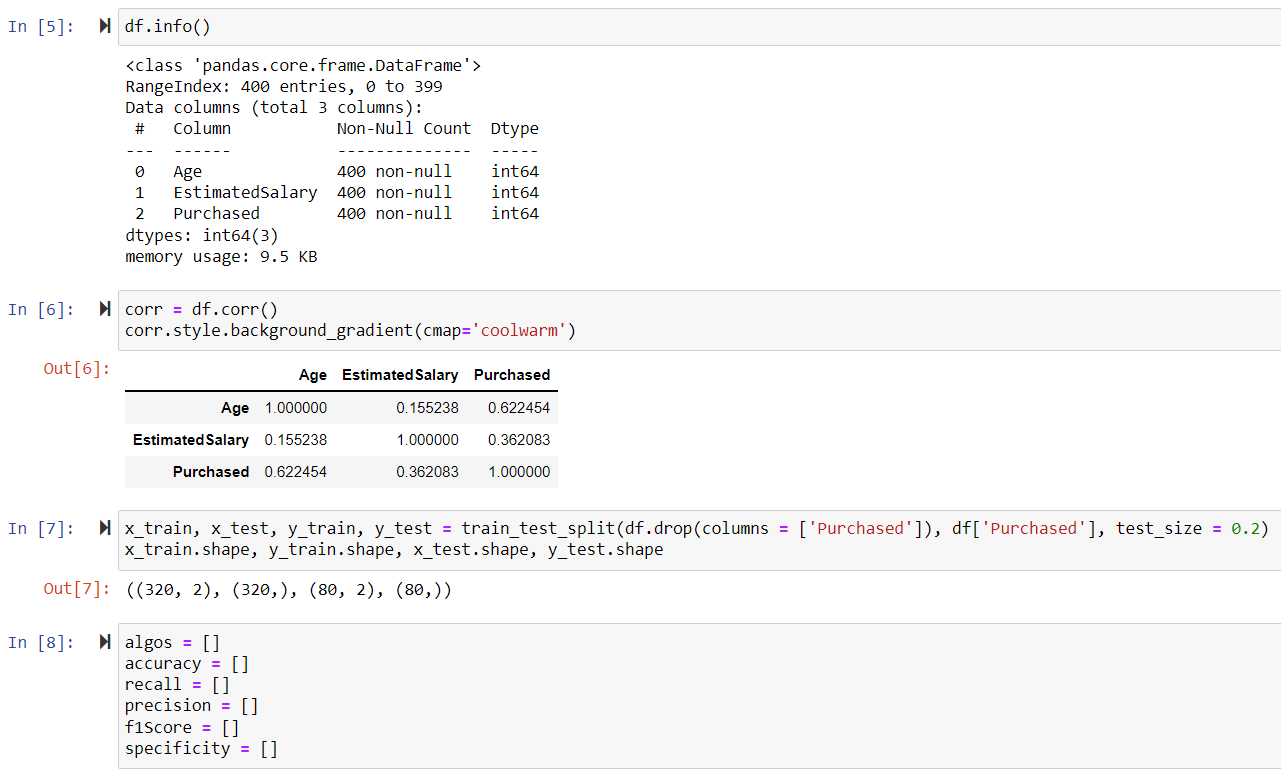 In [5]: df.info()
<class 'pandas.core.frame.DataFrame'>
RangeIndex: 400 entries, 0 to 399
Data columns (total 3 columns):
 #   Column           Non-Null Count  Dtype
---  ------           --------------  -----
 0   Age              400 non-null    int64
 1   EstimatedSalary  400 non-null    int64
 2   Purchased        400 non-null    int64
dtypes: int64(3)
memory usage: 9.5 KB
In [6]: corr = df.corr()
corr.style.background_gradient(cmap='coolwarm')
Out[6]:
Age EstimatedSalary Purchased
Age 1.000000 0.155238 0.622454
EstimatedSalary 0.155238 1.000000 0.362083
Purchased 0.622454 0.362083 1.000000
In [7]: x_train, x_test, y_train, y_test = train_test_split(df.drop(columns = ['Purchased']), df['Purchased'], test_size = 0.2)
x_train.shape, y_train.shape, x_test.shape, y_test.shape
Out[7]: ((320, 2), (320,), (80, 2), (80,))
In [8]: algos = []
accuracy = []
recall = []
precision = []
f1Score = []
specificity = []